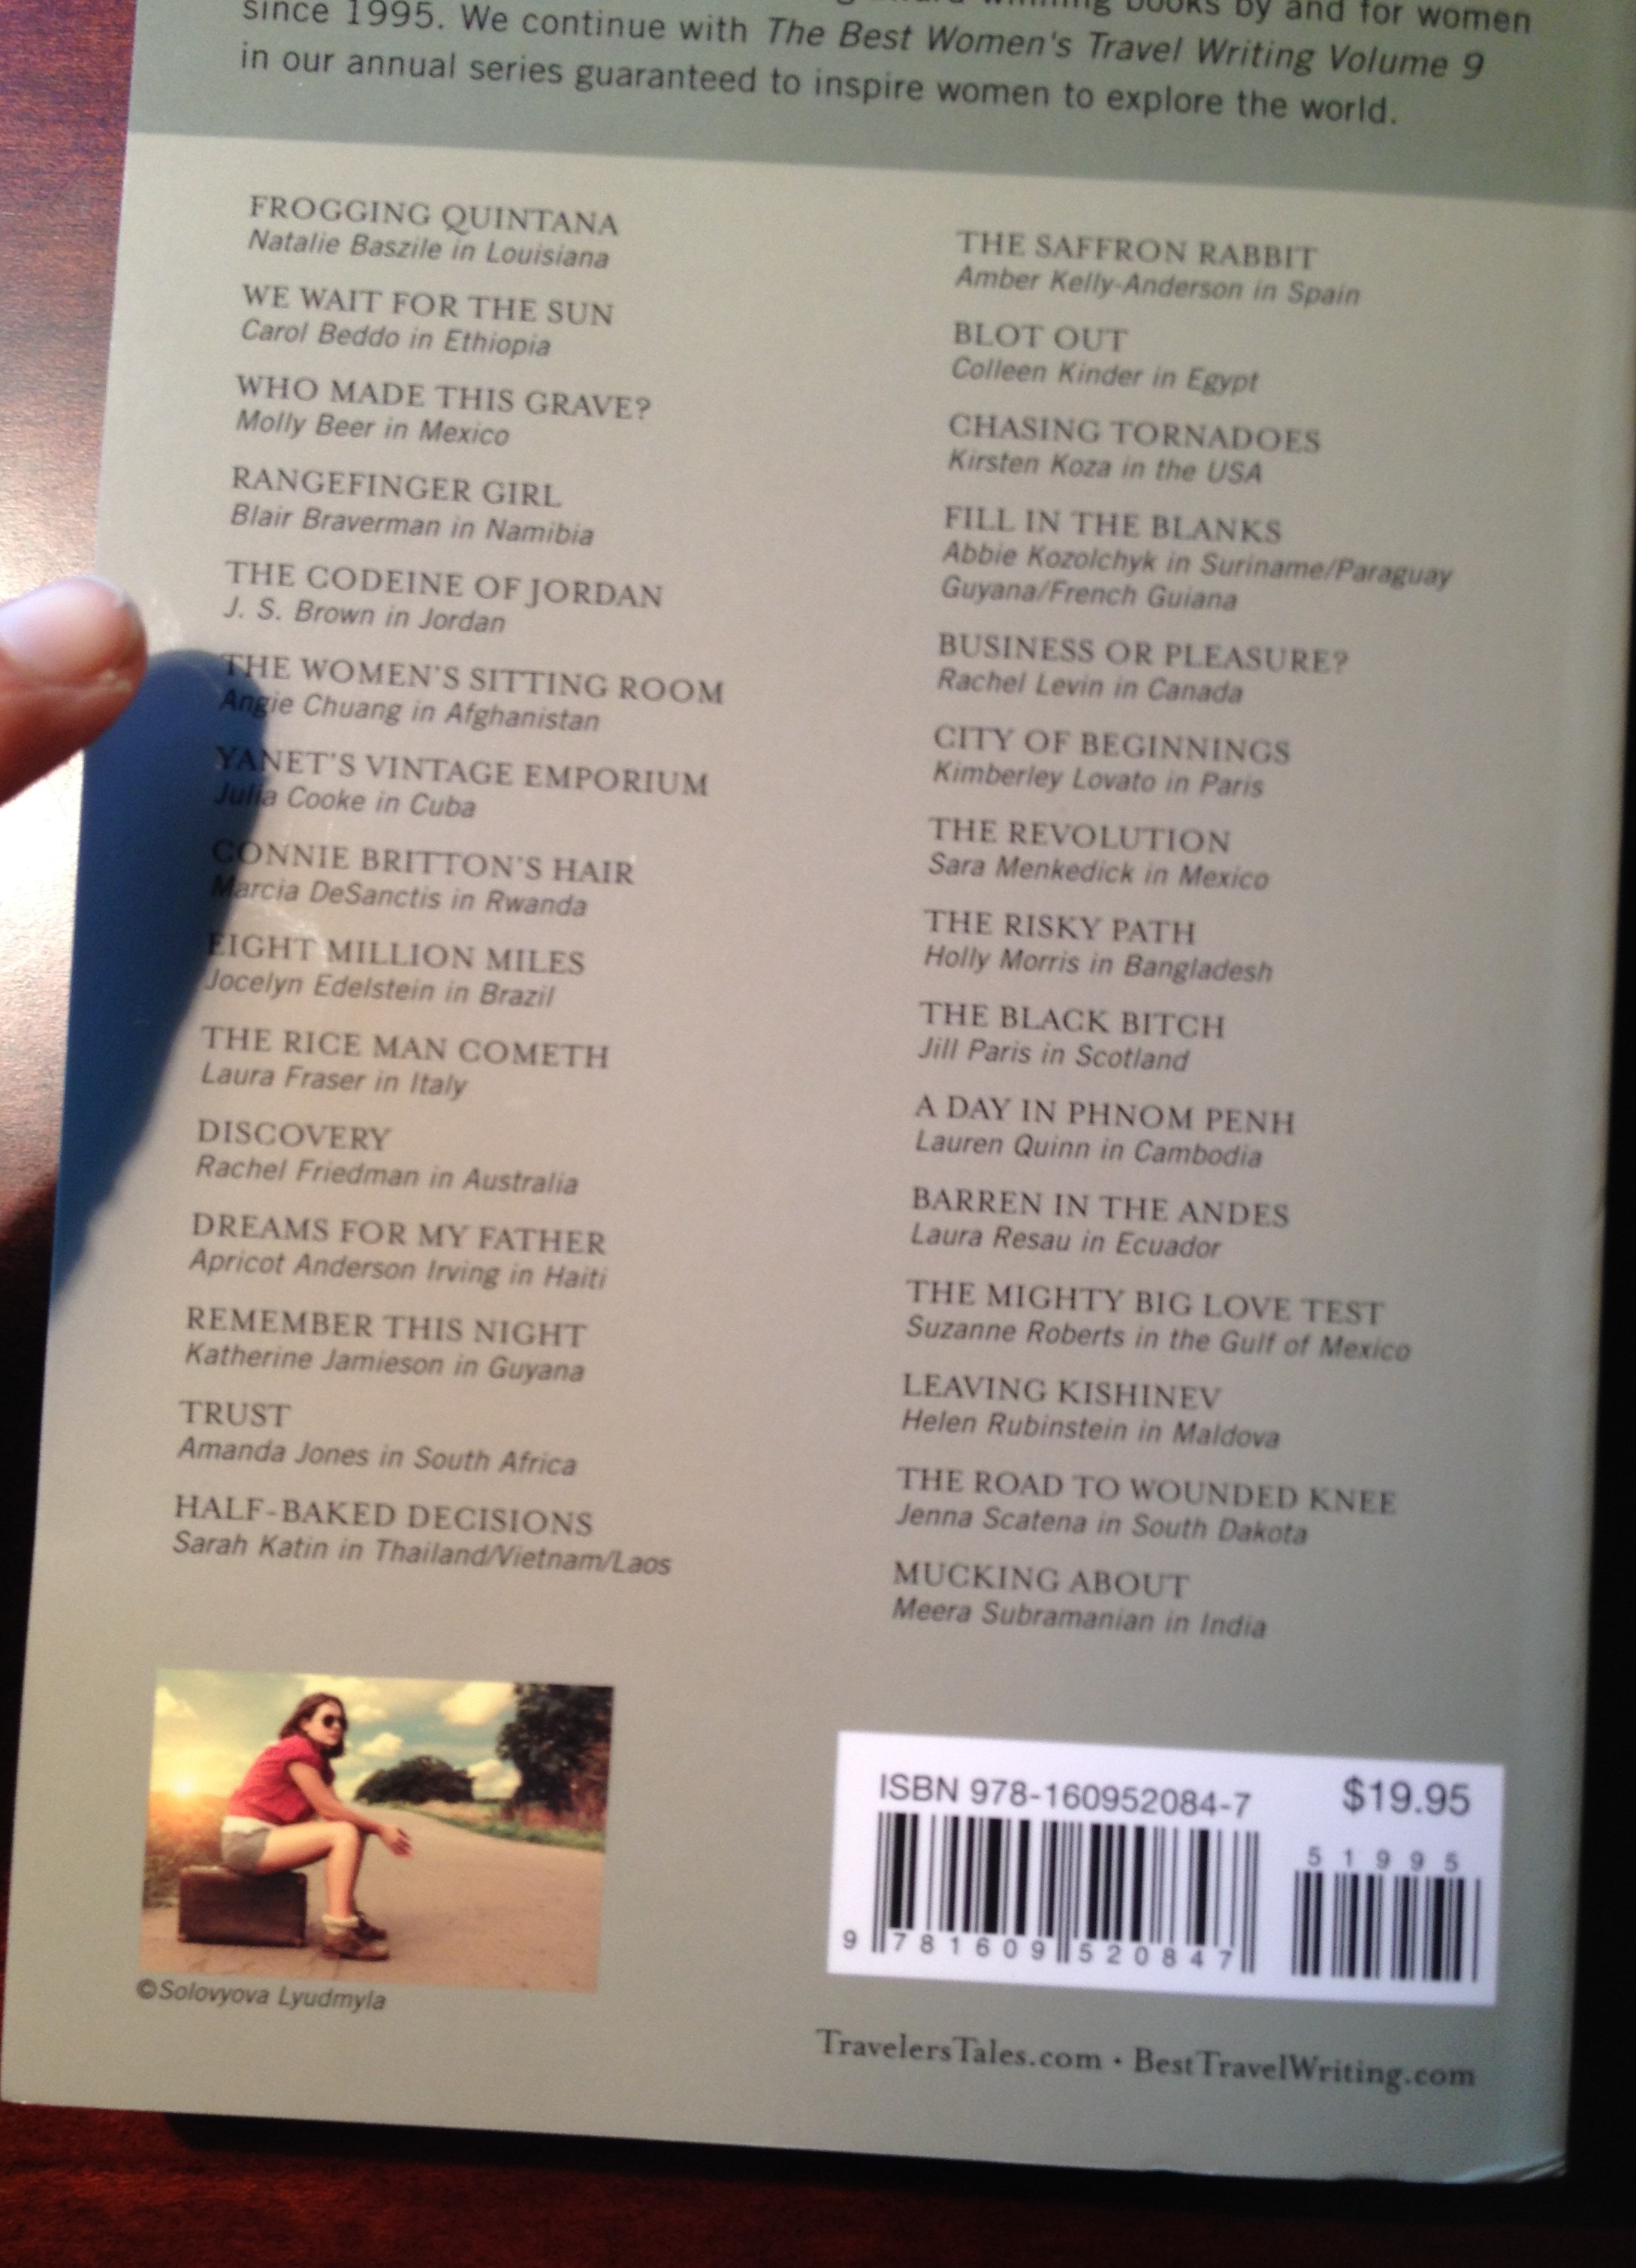 since 1995. We continue with The Best Women's Travel Writing Volume 9
in our annual series guaranteed to inspire women to explore the world.
FROGGING QUINTANA
Natalie Baszile in Louisiana
WE WAIT FOR THE SUN
Carol Beddo in Ethiopia
WHO MADE THIS GRAVE?
Molly Beer in Mexico
RANGEFINGER GIRL
Blair Braverman in Namibia
THE CODEINE OF JORDAN
J. S. Brown in Jordan
THE WOMEN'S SITTING ROOM
Angie Chuang in Afghanistan
YANET'S VINTAGE EMPORIUM
Julia Cooke in Cuba
CONNIE BRITTON'S HAIR
Marcia DeSanctis in Rwanda
EIGHT MILLION MILES
Jocelyn Edelstein in Brazil
THE RICE MAN COMETH
Laura Fraser in Italy
DISCOVERY
Rachel Friedman in Australia
DREAMS FOR MY FATHER
Apricot Anderson Irving in Haiti
REMEMBER THIS NIGHT
Katherine Jamieson in Guyana
TRUST
Amanda Jones in South Africa
HALF-BAKED DECISIONS
Sarah Katin in Thailand/Vietnam/Laos
THE SAFFRON RABBIT
Amber Kelly-Anderson in Spain
BLOT OUT
Colleen Kinder in Egypt
CHASING TORNADOES
Kirsten Koza in the USA
FILL IN THE BLANKS
Abbie Kozolchyk in Suriname/Paraguay
Guyana/French Guiana
BUSINESS OR PLEASURE?
Rachel Levin in Canada
CITY OF BEGINNINGS
Kimberley Lovato in Paris
THE REVOLUTION
Sara Menkedick in Mexico
THE RISKY PATH
Holly Morris in Bangladesh
THE BLACK BITCH
Jill Paris in Scotland
A DAY IN PHNOM PENH
Lauren Quinn in Cambodia
BARREN IN THE ANDES
Laura Resau in Ecuador
THE MIGHTY BIG LOVE TEST
Suzanne Roberts in the Gulf of Mexico
LEAVING KISHINEV
Helen Rubinstein in Maldova
THE ROAD TO WOUNDED KNEE
Jenna Scatena in South Dakota
MUCKING ABOUT
Meera Subramanian in India
©Solovyova Lyudmyla
ISBN 978-160952084-7 $19.95
5 1 9 9 5
9 781609 520847
TravelersTales.com • BestTravelWriting.com